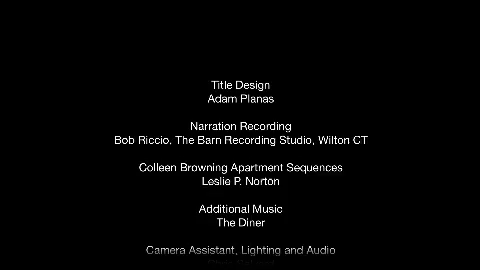 Title Design
Adam Planas
Narration Recording
Bob Riccio, The Barn Recording Studio, Wilton CT
Colleen Browning Apartment Sequences
Leslie P. Norton
Additional Music
The Diner
Camera Assistant, Lighting and Audio